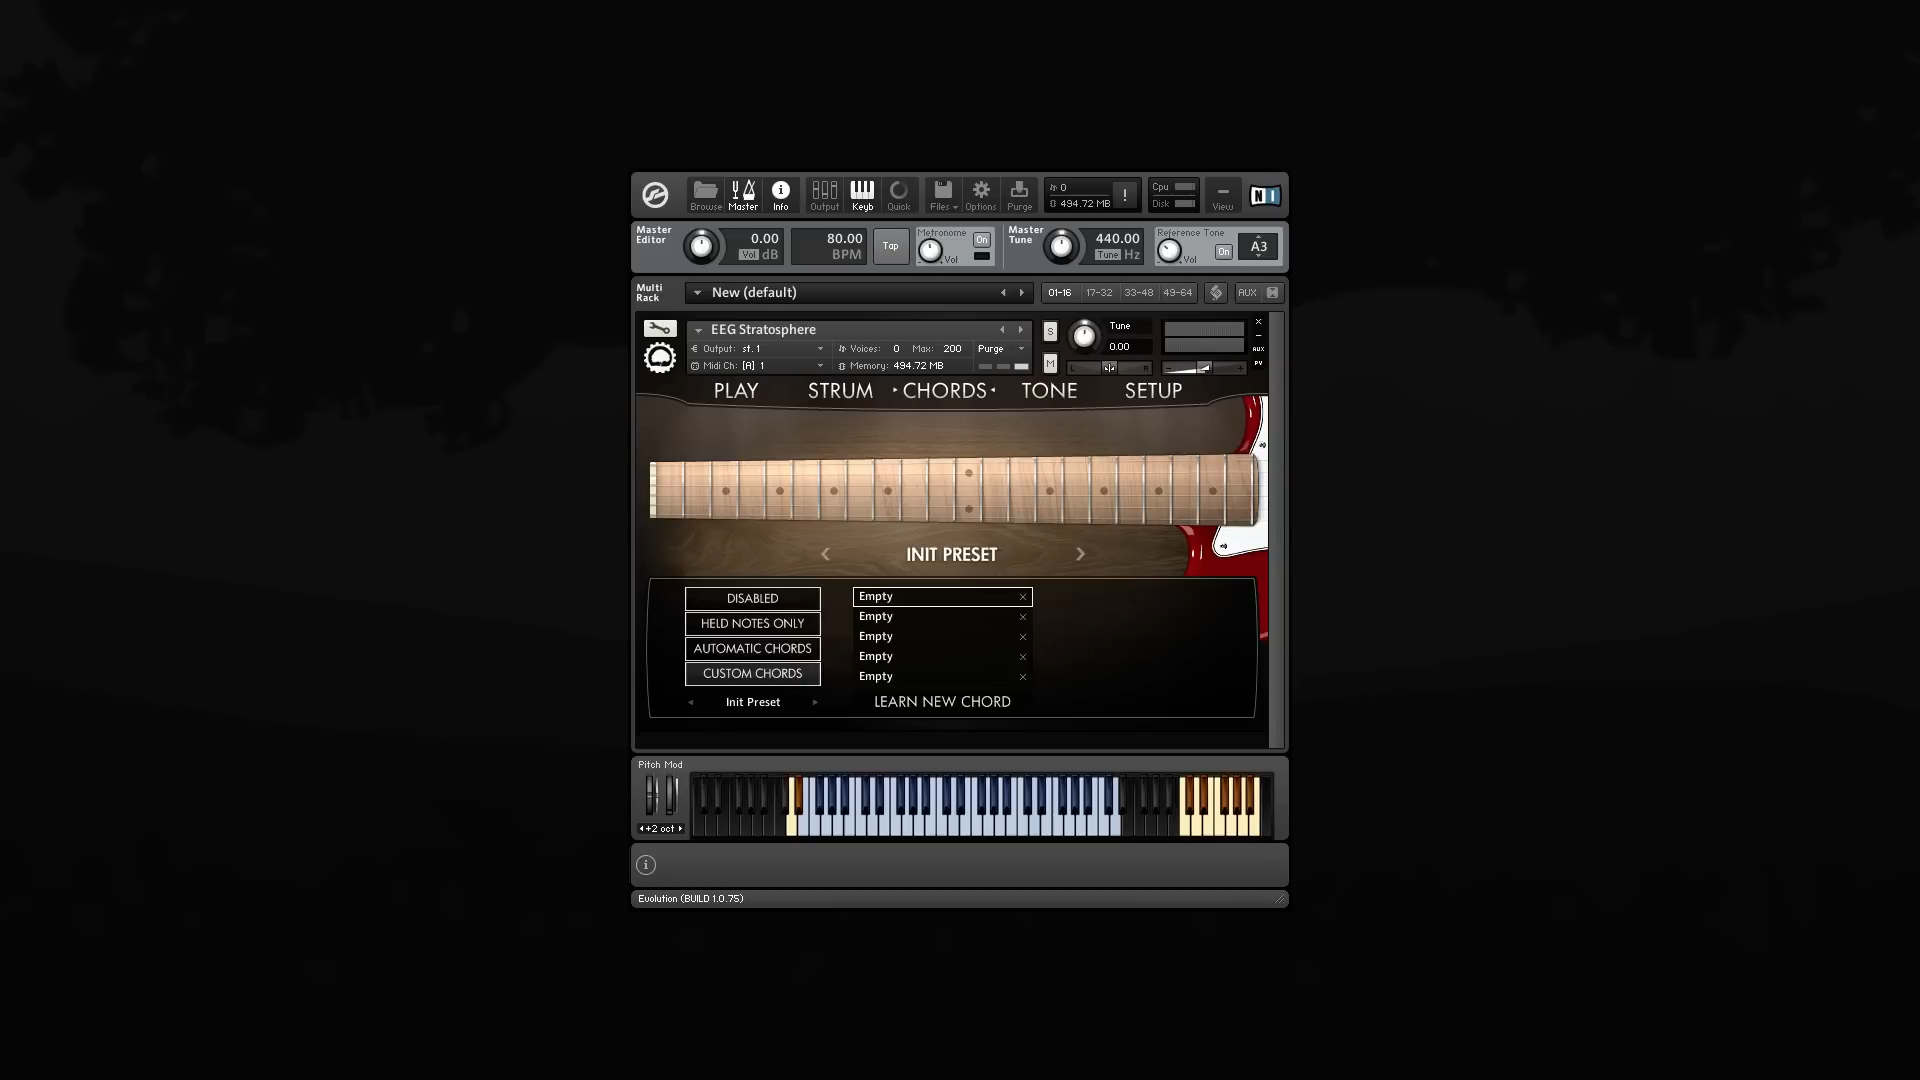 Browse Master Info Output Keyb Quick Files Options Purge
0
494.72 MB
!
Cpu
Disk
View
NI
Master
Editor
0.00
Vol dB
80.00
BPM
Tap
Metronome
On
Vol
Master
Tune
440.00
Tune Hz
Reference Tone
Vol
On
A3
Multi
Rack
New (default)
01-16 17-32 33-48 49-64
AUX
EEG Stratosphere
Output: st. 1
Voices: 0 Max: 200 Purge
Midi Ch: [A] 1
Memory: 494.72 MB
S
M
Tune
0.00
L R
AUX
PV
PLAY STRUM CHORDS TONE SETUP
INIT PRESET
DISABLED
HELD NOTES ONLY
AUTOMATIC CHORDS
CUSTOM CHORDS
Init Preset
Empty
Empty
Empty
Empty
Empty
LEARN NEW CHORD
Pitch Mod
+2 oct
Evolution (BUILD 1.0.75)